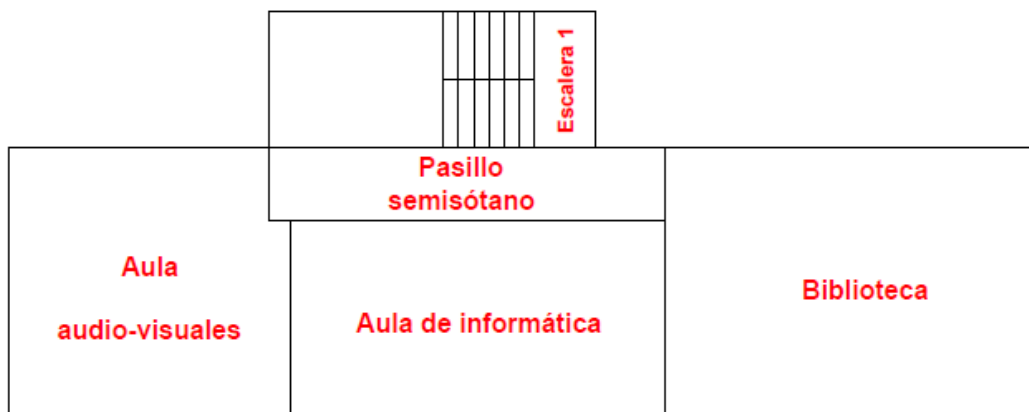 Escalera 1
Pasillo
semisótano
Aula
audio-visuales
Aula de informática
Biblioteca